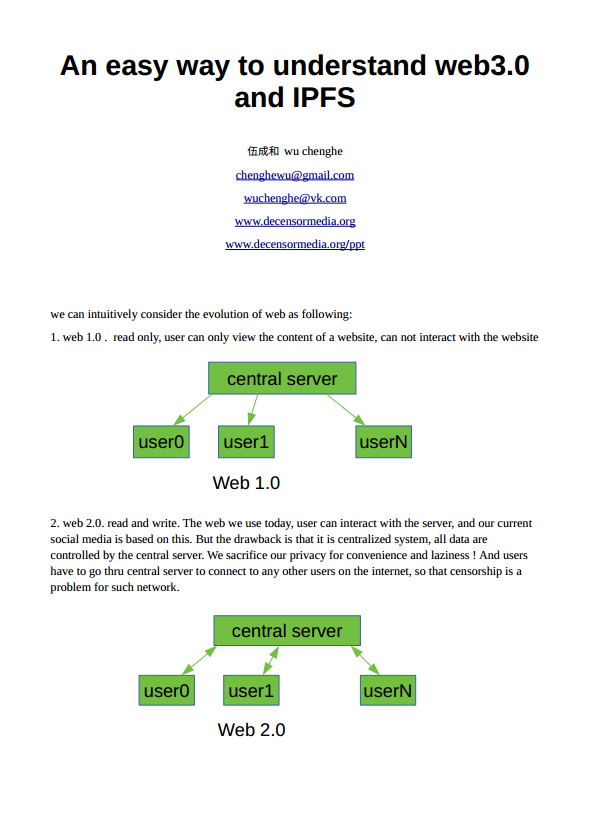 An easy way to understand web3.0
and IPFS
伍成和 wu chenghe
chenghewu@gmail.com
wuchenghe@vk.com
www.decensormedia.org
www.decensormedia.org/ppt
we can intuitively consider the evolution of web as following:
1. web 1.0 . read only, user can only view the content of a website, can not interact with the website
central server
user0 user1 userN
Web 1.0
2. web 2.0. read and write. The web we use today, user can interact with the server, and our current
social media is based on this. But the drawback is that it is centralized system, all data are
controlled by the central server. We sacrifice our privacy for convenience and laziness ! And users
have to go thru central server to connect to any other users on the internet, so that censorship is a
problem for such network.
central server
user0 user1 userN
Web 2.0